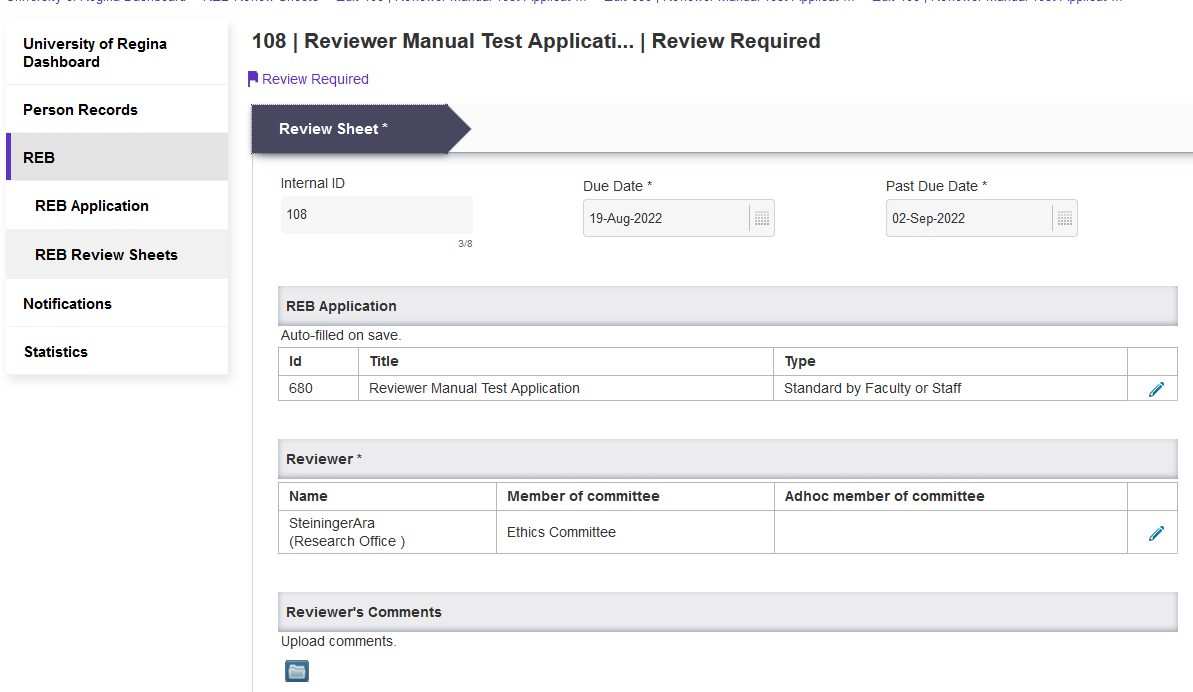 University of Regina
Dashboard
Person Records
REB
REB Application
REB Review Sheets
Notifications
Statistics
108 | Reviewer Manual Test Applicati... | Review Required
Review Required
Review Sheet *
Internal ID
108
3/8
Due Date *
19-Aug-2022
Past Due Date *
02-Sep-2022
REB Application
Auto-filled on save.
Id Title Type
680 Reviewer Manual Test Application Standard by Faculty or Staff
Reviewer *
Name Member of committee Adhoc member of committee
SteiningerAra
(Research Office )
Ethics Committee
Reviewer's Comments
Upload comments.